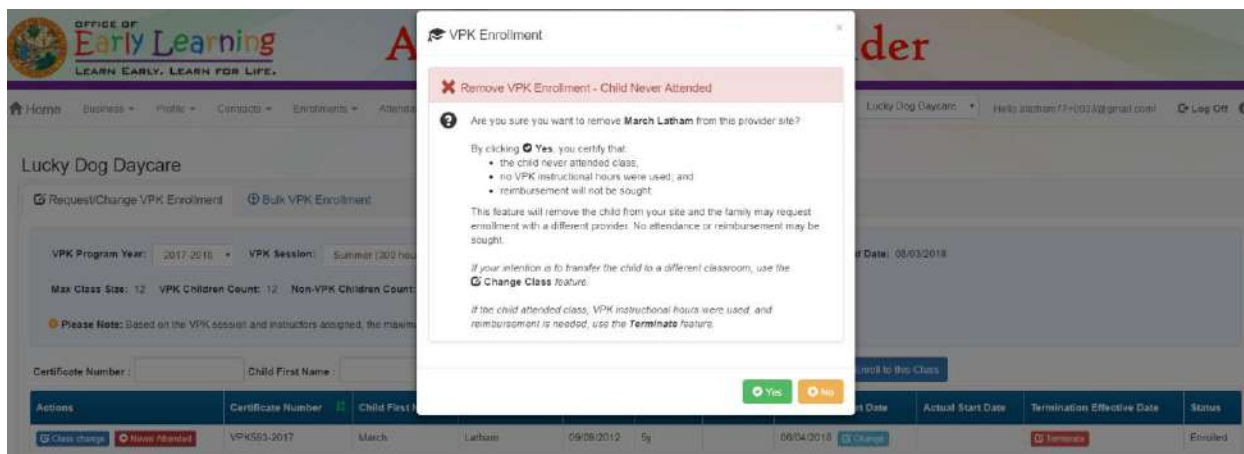 OFFICE OF
Early Learning
LEARN EARLY. LEARN FOR LIFE.
A
der
VPK Enrollment
×
Remove VPK Enrollment - Child Never Attended
Home Business Profile Contacts Enrollments Attenda
Lucky Dog Daycare
Log Off
Are you sure you want to remove March Latham from this provider site?
By clicking Yes, you certify that:
• the child never attended class,
• no VPK instructional hours were used; and
• reimbursement will not be sought.
This feature will remove the child from your site and the family may request
enrollment with a different provider. No attendance or reimbursement may be
sought.
If your intention is to transfer the child to a different classroom, use the
Change Class feature.
If the child attended class, VPK instructional hours were used, and
reimbursement is needed, use the Terminate feature.
Yes No
Lucky Dog Daycare
Request/Change VPK Enrollment Bulk VPK Enrollment
VPK Program Year: 2017-2018 VPK Session: Summer (300 hou
d Date: 08/03/2018
Max Class Size: 12 VPK Children Count: 12 Non-VPK Children Count:
Please Note: Based on the VPK session and instructors assigned, the maximu
Certificate Number : Child First Name :
Enroll to this Class
Actions Certificate Number Child First N
rt Date Actual Start Date Termination Effective Date Status
Class change Never Attended VPK593-2017 March Latham 09/09/2012 5y 06/04/2018 Change Terminate Enrolled